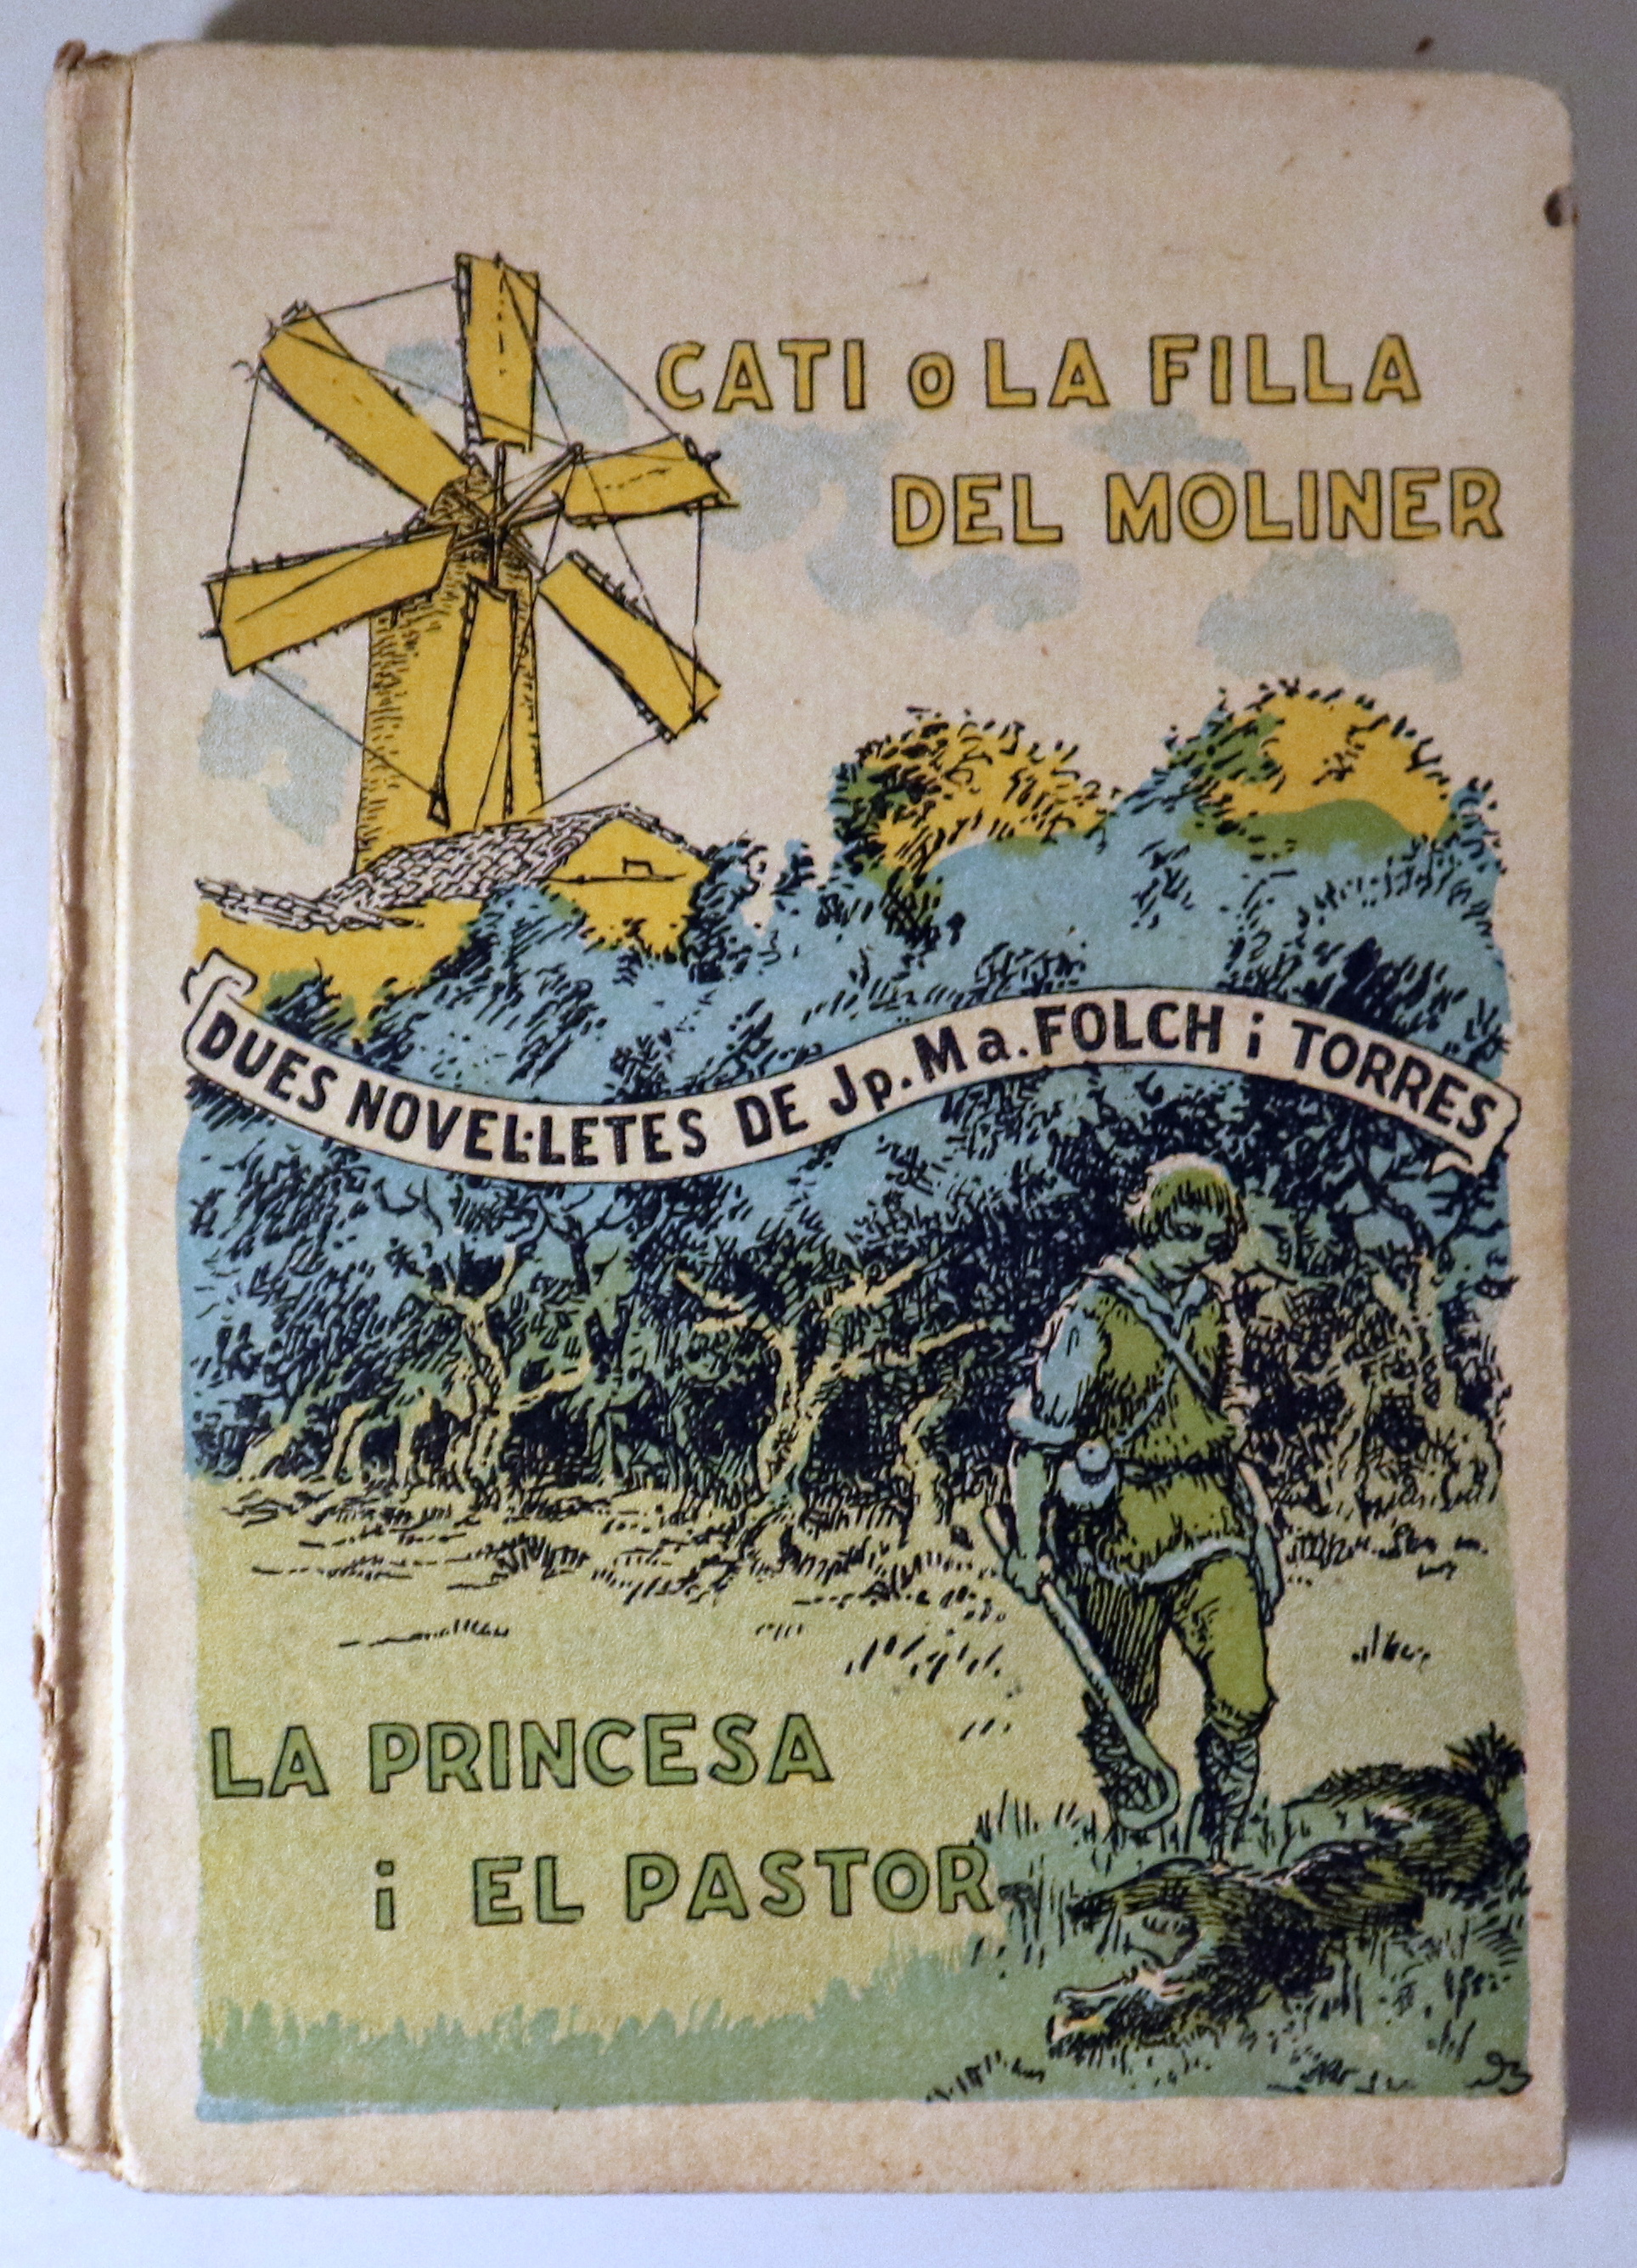 CATI o LA FILLA
DEL MOLINER
DUES NOVEL·LETES DE Jp. Ma. FOLCH i TORRES
LA PRINCESA
i EL PASTOR